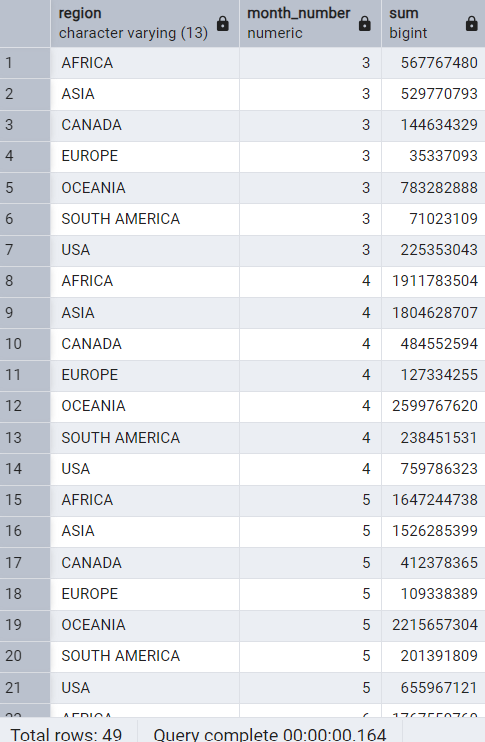 region month_number sum
character varying (13) numeric bigint
1 AFRICA 3 567767480
2 ASIA 3 529770793
3 CANADA 3 144634329
4 EUROPE 3 35337093
5 OCEANIA 3 783282888
6 SOUTH AMERICA 3 71023109
7 USA 3 225353043
8 AFRICA 4 1911783504
9 ASIA 4 1804628707
10 CANADA 4 484552594
11 EUROPE 4 127334255
12 OCEANIA 4 2599767620
13 SOUTH AMERICA 4 238451531
14 USA 4 759786323
15 AFRICA 5 1647244738
16 ASIA 5 1526285399
17 CANADA 5 412378365
18 EUROPE 5 109338389
19 OCEANIA 5 2215657304
20 SOUTH AMERICA 5 201391809
21 USA 5 655967121
22 AFRICA 6
Total rows: 49 Query complete 00:00:00.164